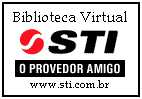 Biblioteca Virtual
STI
O PROVEDOR AMIGO
www.sti.com.br